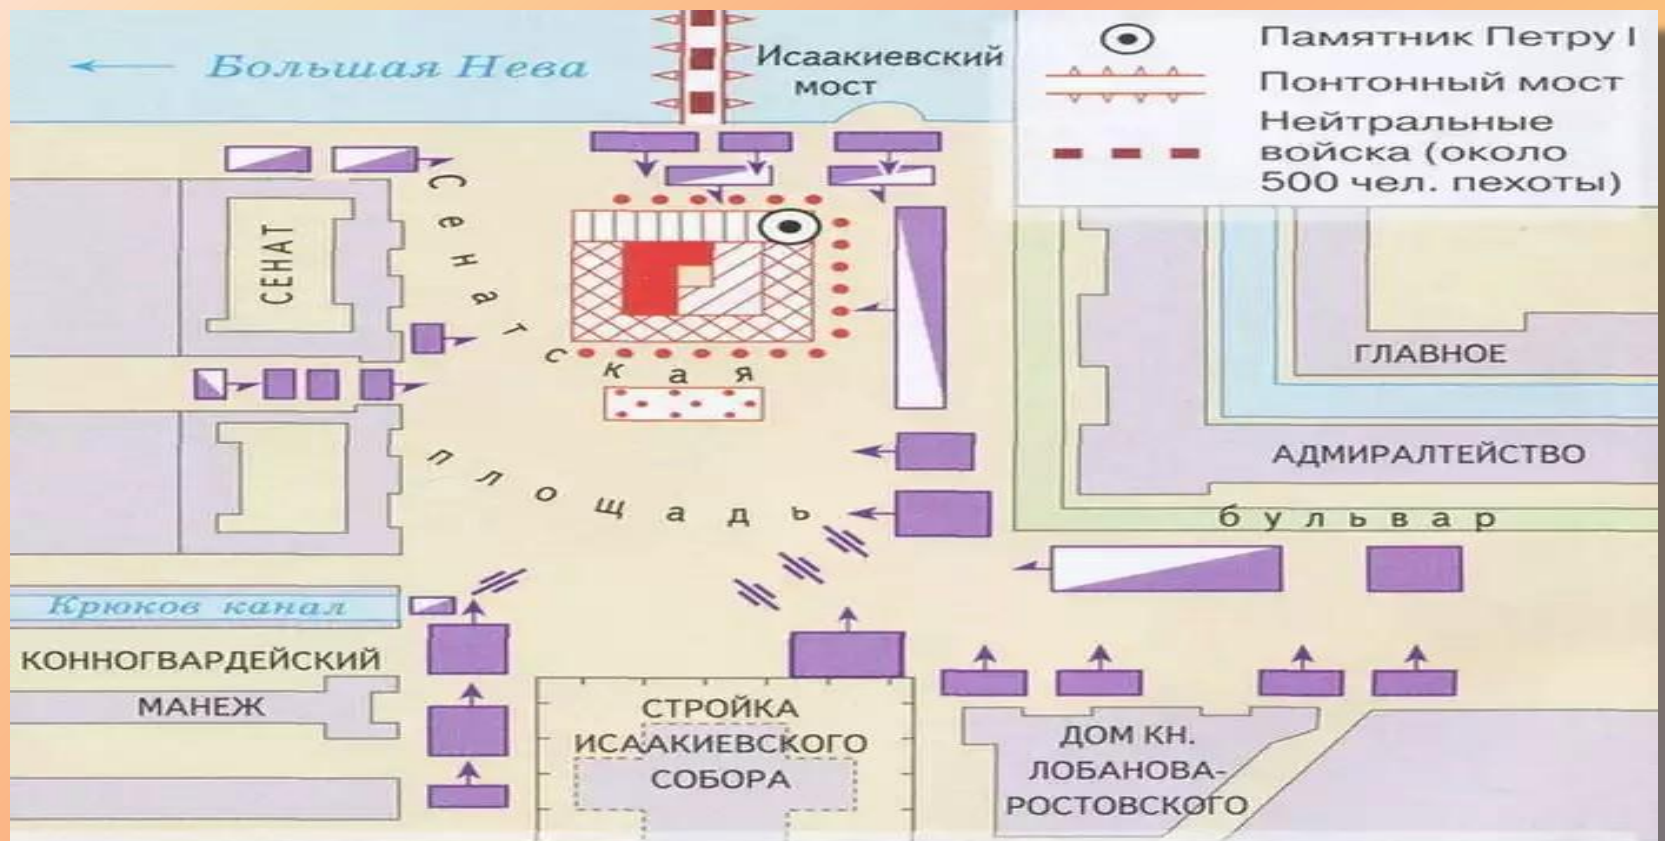 Большая Нева
Исаакиевский
мост
Памятник Петру I
Понтонный мост
Нейтральные
войска (около
500 чел. пехоты)
СЕНАТ
Сенатская
площадь
ГЛАВНОЕ
АДМИРАЛТЕЙСТВО
бульвар
Крюков канал
КОННОГВАРДЕЙСКИЙ
МАНЕЖ
СТРОЙКА
ИСААКИЕВСКОГО
СОБОРА
ДОМ КН.
ЛОБАНОВА-
РОСТОВСКОГО